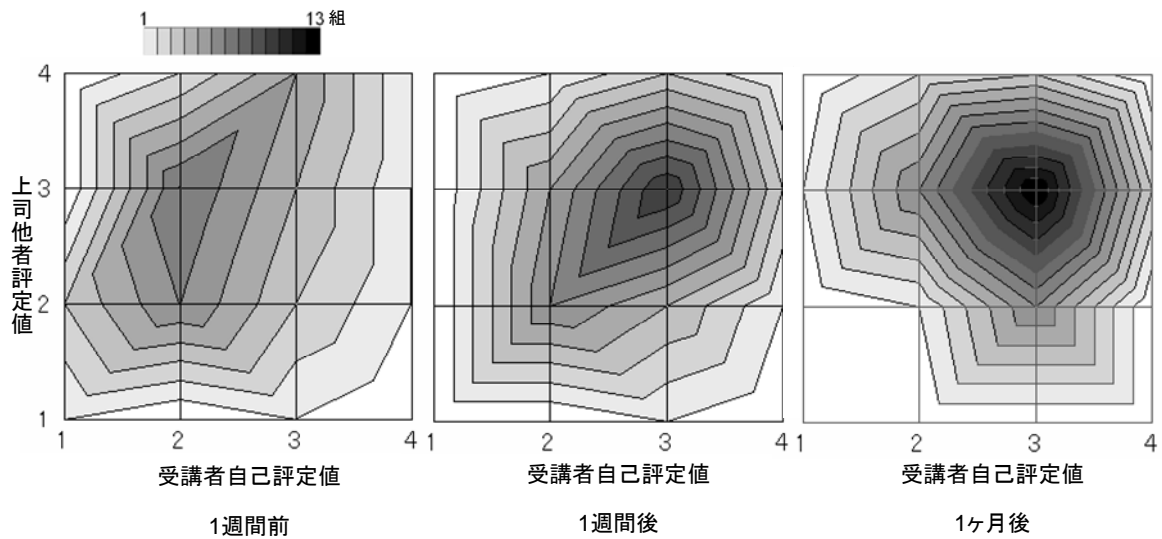 1 13 組
4
3
2
1
上司他者評定値
1 2 3 4 1 2 3 4 1 2 3 4
受講者自己評定値 受講者自己評定値 受講者自己評定値
1週間前 1週間後 1ヶ月後